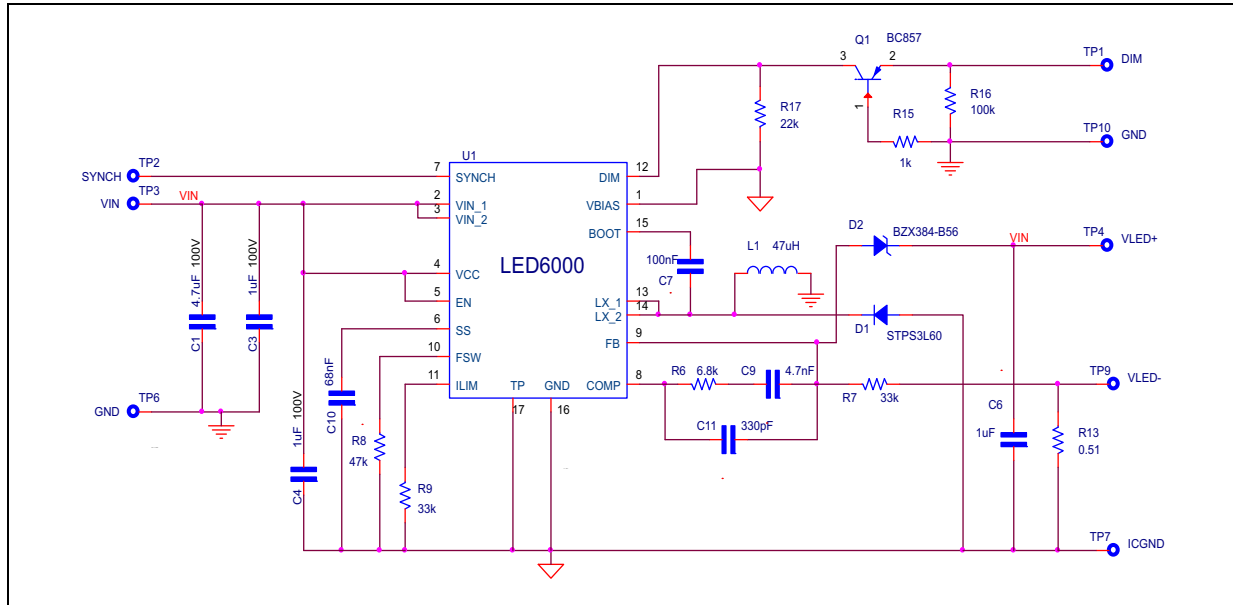 Q1 BC857
3 2
TP1
DIM
R17
22k
1
R15
1k
R16
100k
TP10
GND
U1
TP2
SYNCH
7
SYNCH
12
DIM
TP3
VIN
VIN
2
VIN_1
3
VIN_2
1
VBIAS
15
BOOT
D2
BZX384-B56
VIN
TP4
VLED+
L1 47uH
100nF
C7
LED6000
4
VCC
5
EN
6
SS
10
FSW
11
ILIM
13
LX_1
14
LX_2
9
FB
8
COMP
D1
STPS3L60
4.7uF 100V
C1
1uF 100V
C3
68nF
C10
R6 6.8k
C9
4.7nF
R7
33k
TP9
VLED-
TP
17
GND
16
C11 330pF
C6
1uF
R13
0.51
TP6
GND
1uF 100V
C4
R8
47k
R9
33k
TP7
ICGND